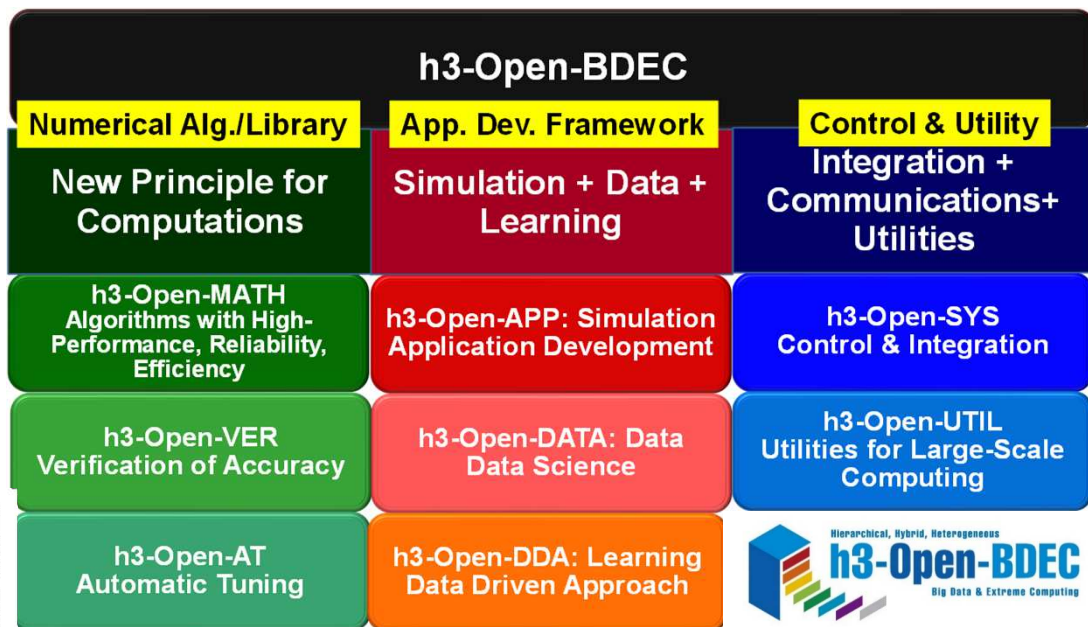 h3-Open-BDEC
Numerical Alg./Library
New Principle for
Computations
h3-Open-MATH
Algorithms with High-
Performance, Reliability,
Efficiency
h3-Open-VER
Verification of Accuracy
h3-Open-AT
Automatic Tuning
App. Dev. Framework
Simulation + Data +
Learning
h3-Open-APP: Simulation
Application Development
h3-Open-DATA: Data
Data Science
h3-Open-DDA: Learning
Data Driven Approach
Control & Utility
Integration +
Communications+
Utilities
h3-Open-SYS
Control & Integration
h3-Open-UTIL
Utilities for Large-Scale
Computing
Hierarchical, Hybrid, Heterogeneous
h3-Open-BDEC
Big Data & Extreme Computing